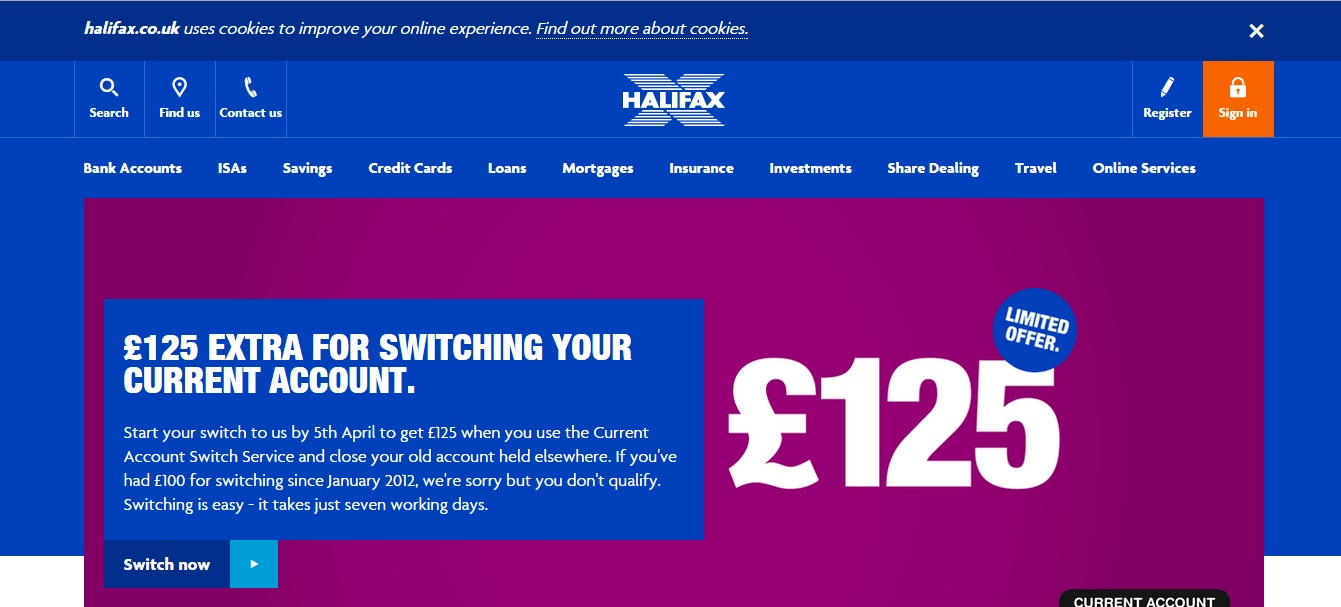 halifax.co.uk uses cookies to improve your online experience. Find out more about cookies.
Search
Find us
Contact us
HALIFAX
Register
Sign in
Bank Accounts ISAs Savings Credit Cards Loans Mortgages Insurance Investments Share Dealing Travel Online Services
£125 EXTRA FOR SWITCHING YOUR
CURRENT ACCOUNT.
Start your switch to us by 5th April to get £125 when you use the Current
Account Switch Service and close your old account held elsewhere. If you've
had £100 for switching since January 2012, we're sorry but you don't qualify.
Switching is easy - it takes just seven working days.
Switch now
LIMITED
OFFER.
£125
CURRENT ACCOUNT